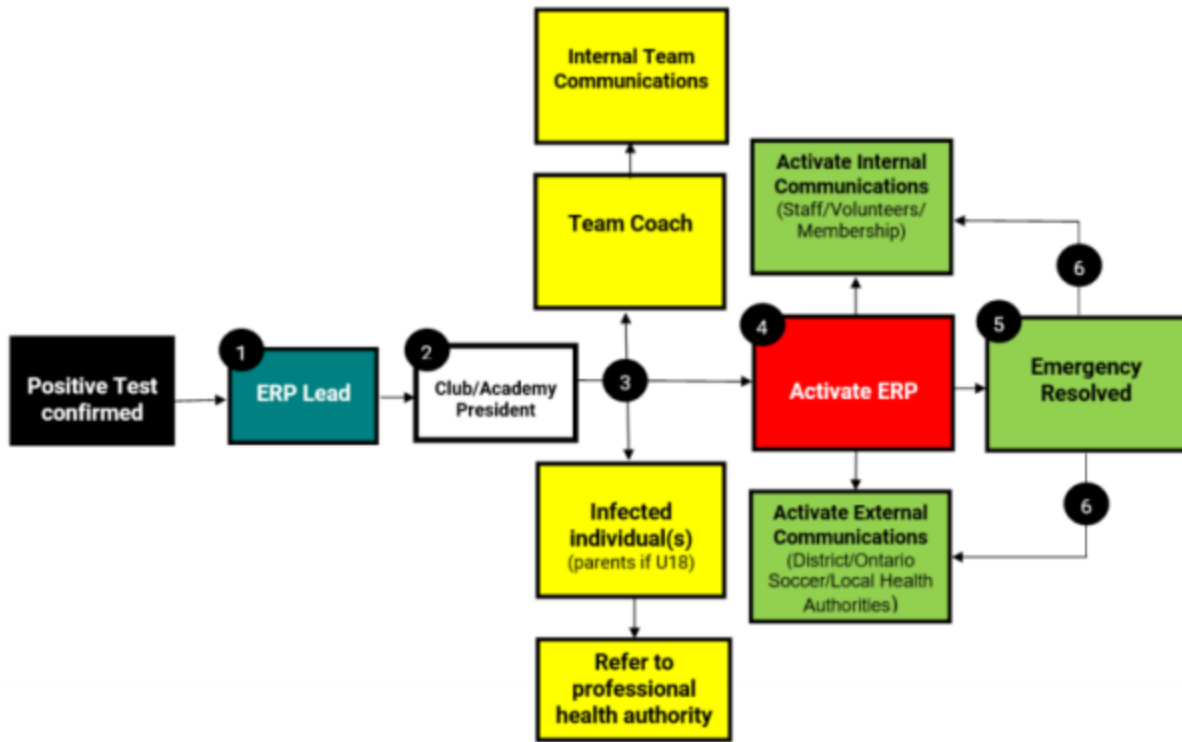 Internal Team
Communications
Team Coach
Activate Internal
Communications
(Staff/Volunteers/
Membership)
6
Positive Test
confirmed
1
ERP Lead
2
Club/Academy
President
3
4
Activate ERP
5
Emergency
Resolved
Infected
individual(s)
(parents if U18)
Activate External
Communications
(District/Ontario
Soccer/Local Health
Authorities)
6
Refer to
professional
health authority